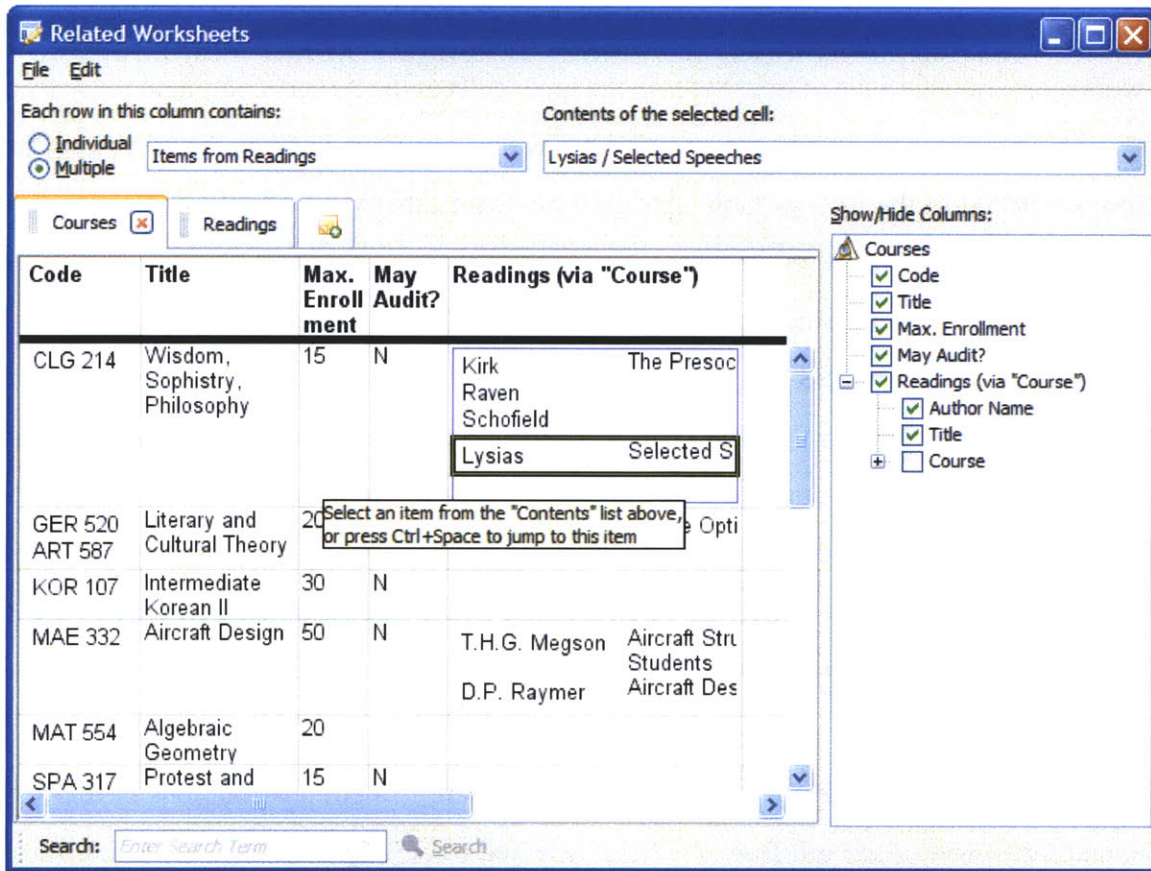 Related Worksheets
File Edit
Each row in this column contains:
Contents of the selected cell:
Individual
Multiple
Items from Readings
Lysias / Selected Speeches
Courses
Readings
Show/Hide Columns:
Code Title Max. Enroll ment May Audit? Readings (via "Course")
CLG 214 Wisdom, Sophistry, Philosophy 15 N
Kirk The Presoc
Raven
Schofield
Lysias Selected S
Select an item from the "Contents" list above,
or press Ctrl+Space to jump to this item
GER 520 ART 587 Literary and Cultural Theory 20 Opti
KOR 107 Intermediate Korean II 30 N
MAE 332 Aircraft Design 50 N
T.H.G. Megson Aircraft Stru
Students
D.P. Raymer Aircraft Des
MAT 554 Algebraic Geometry 20
SPA 317 Protest and 15 N
Courses
Code
Title
Max. Enrollment
May Audit?
Readings (via "Course")
Author Name
Title
Course
Search: Enter Search Term Search